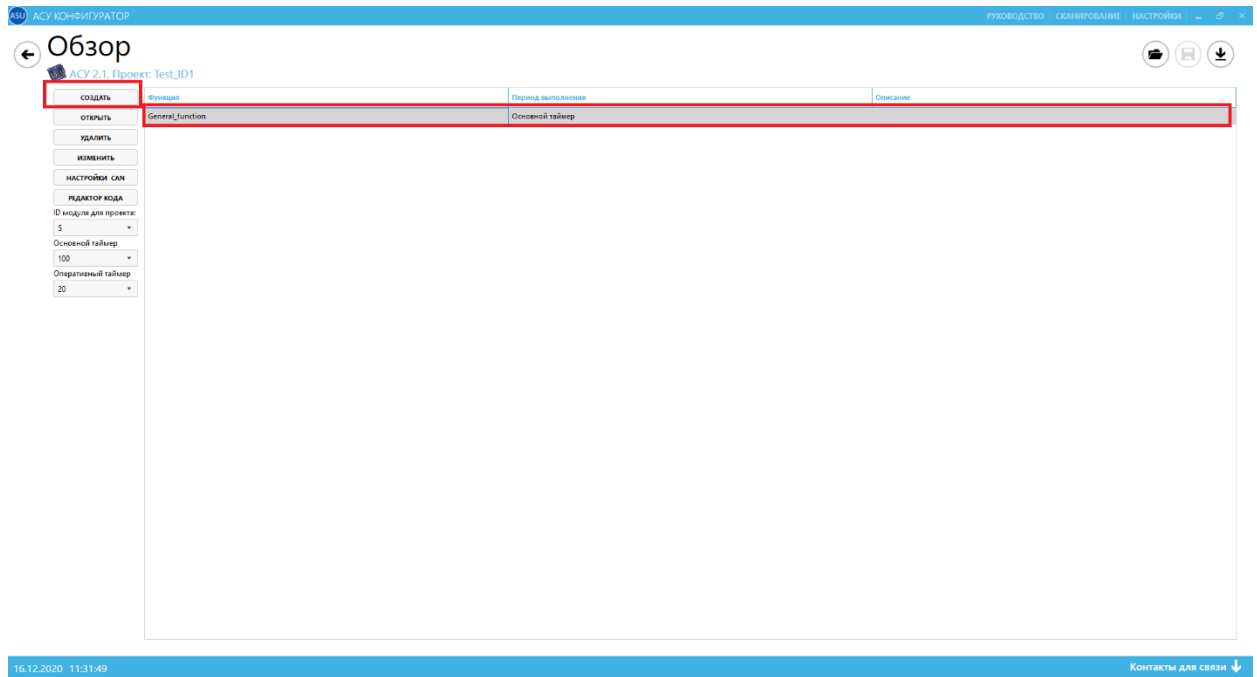 ASU АСУ КОНФИГУРАТОР
РУКОВОДСТВО | СКАНИРОВАНИЕ | НАСТРОЙКИ
Обзор
АСУ 2.1, Проект: Test_ID1
СОЗДАТЬ
ОТКРЫТЬ
УДАЛИТЬ
ИЗМЕНИТЬ
НАСТРОЙКИ CAN
РЕДАКТОР КОДА
ID модуля для проекта:
5
Основной таймер
100
Оперативный таймер
20
Функция Период выполнения Описание
General_function Основной таймер
16.12.2020 11:31:49
Контакты для связи